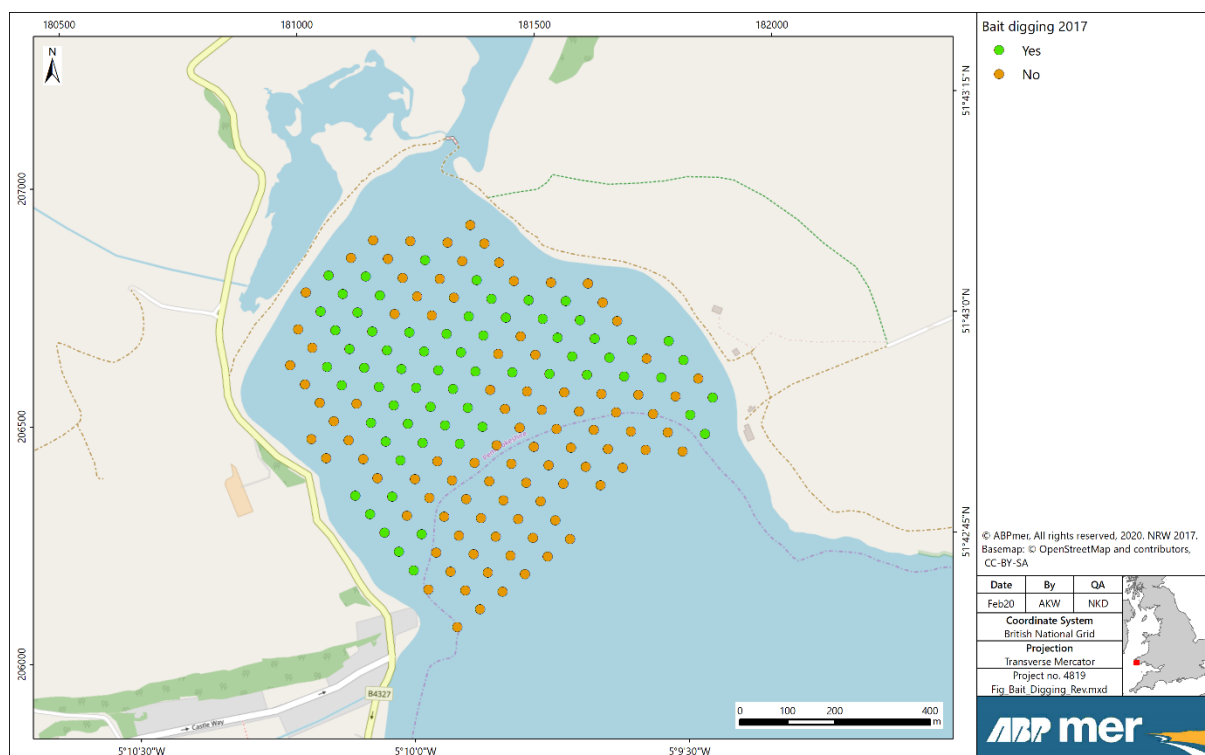 180500 181000 181500 182000
N
207000
206500
206000
51°43'15"N
51°43'0"N
51°42'45"N
B4327
Castle Way
0 100 200 400
m
5°10'30"W 5°10'0"W 5°9'30"W
Bait digging 2017
Yes
No
© ABPmer, All rights reserved, 2020. NRW 2017.
Basemap: © OpenStreetMap and contributors,
CC-BY-SA
Date By QA
Feb20 AKW NKD
Coordinate System
British National Grid
Projection
Transverse Mercator
Project no. 4819
Fig_Bait_Digging_Rev.mxd
ABP mer